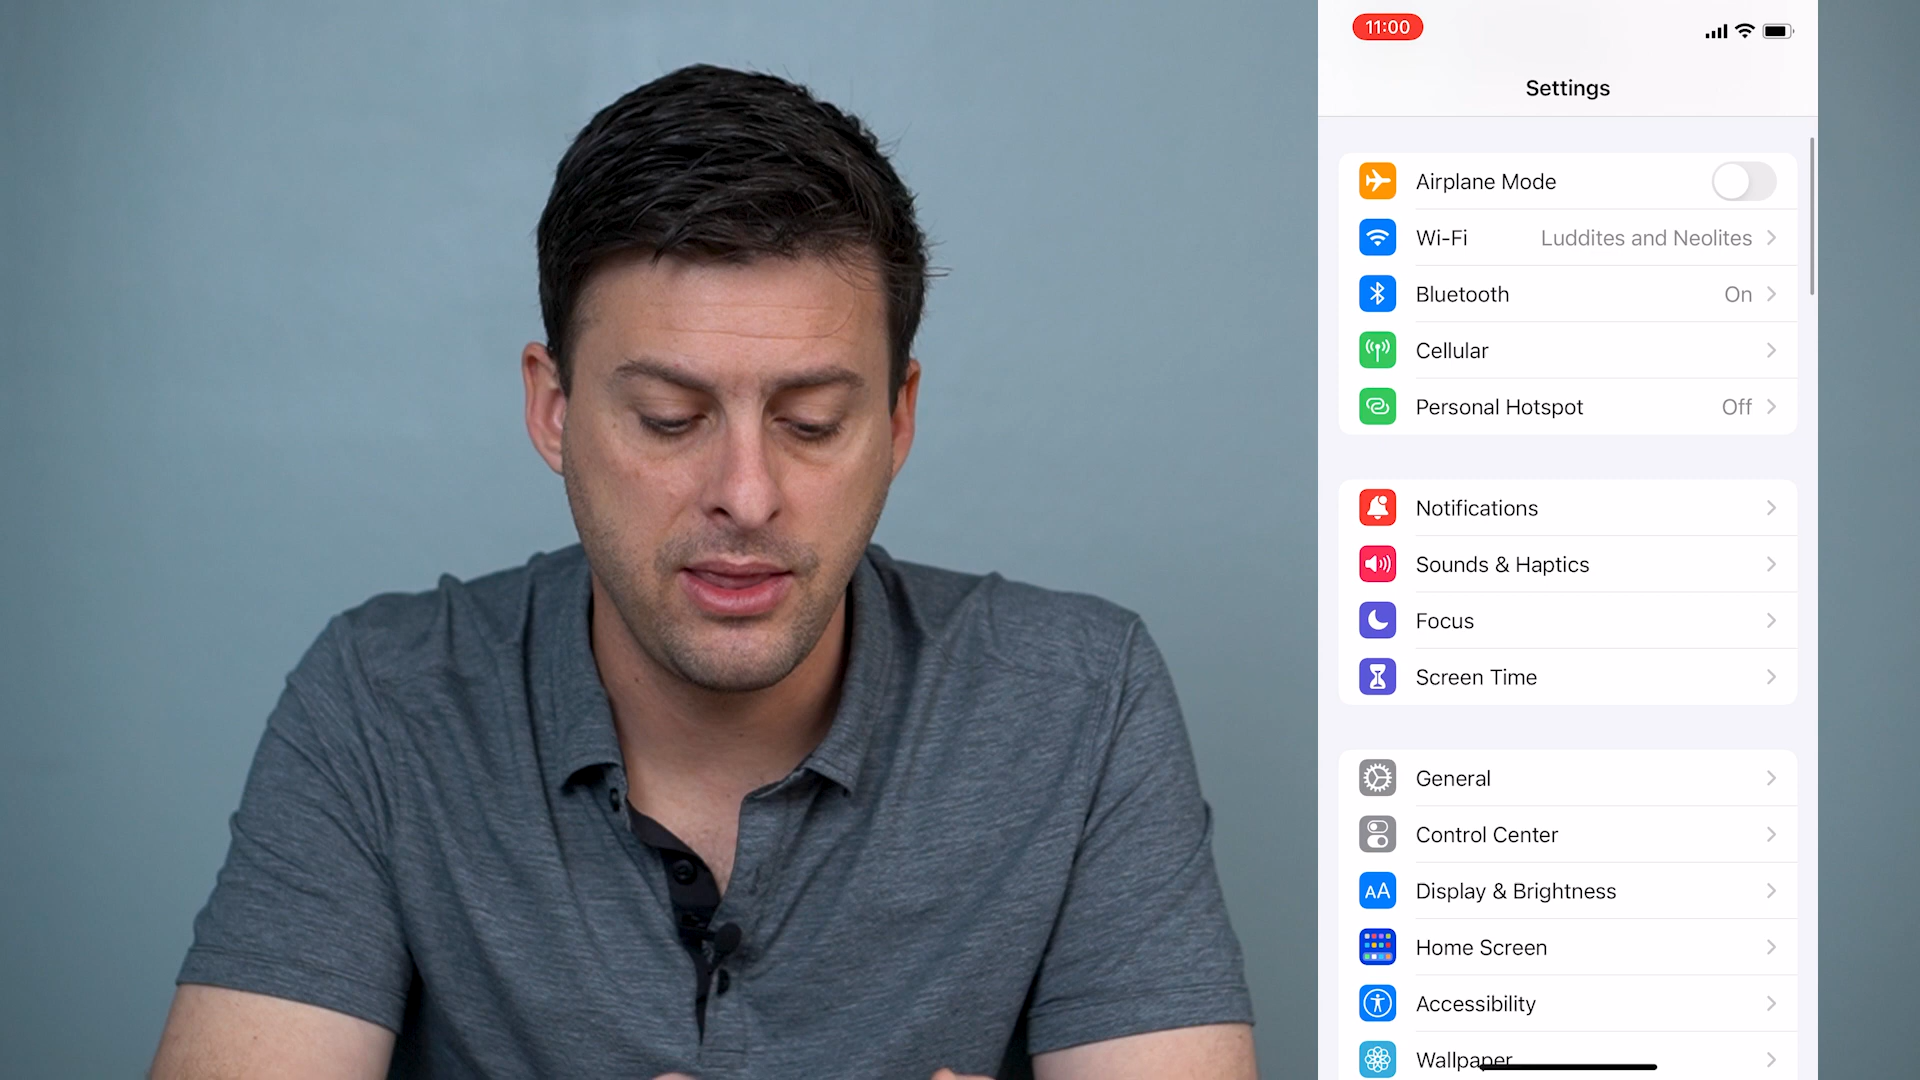 11:00
Settings
Airplane Mode
Wi-Fi Luddites and Neolites
Bluetooth On
Cellular
Personal Hotspot Off
Notifications
Sounds & Haptics
Focus
Screen Time
General
Control Center
AA Display & Brightness
Home Screen
Accessibility
Wallpaper